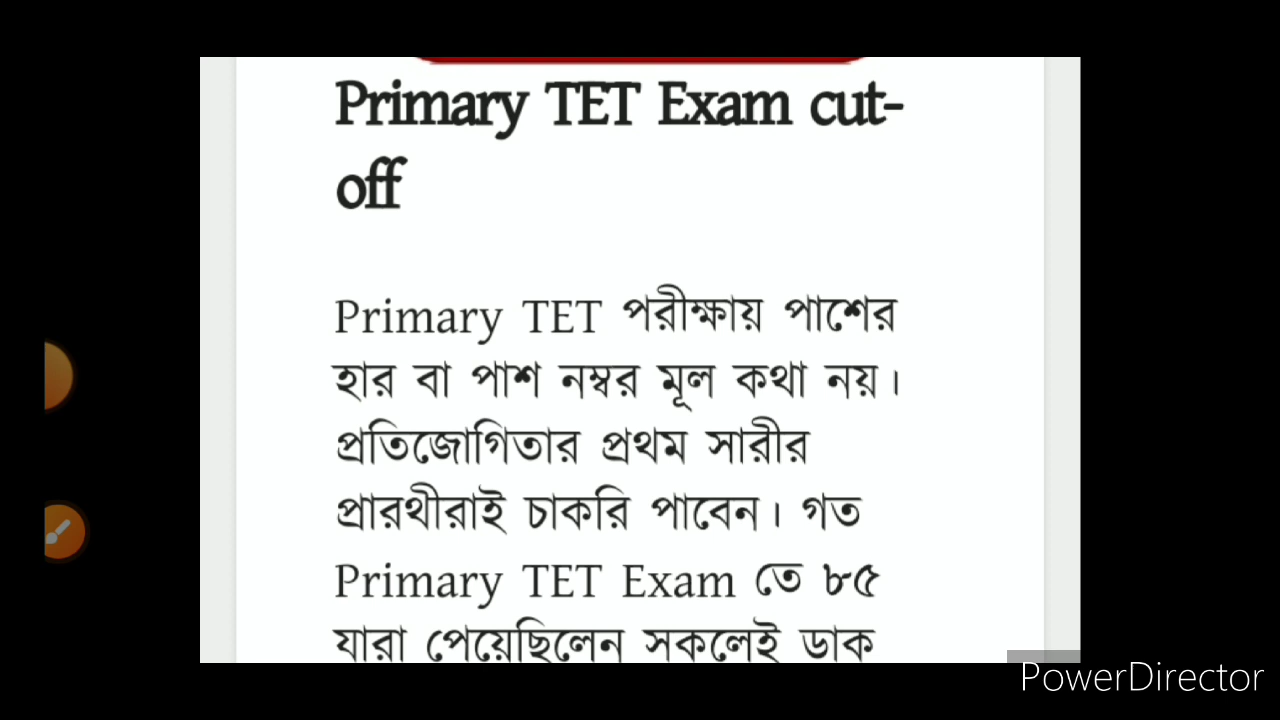 Primary TET Exam cut-
off
Primary TET পরীক্ষায় পাশের
হার বা পাশ নম্বর মূল কথা নয়।
প্রতিজোগিতার প্রথম সারীর
প্রারথীরাই চাকরি পাবেন। গত
Primary TET Exam তে ৮৫
যারা পেয়েছিলেন সকলেই ডাক
PowerDirector